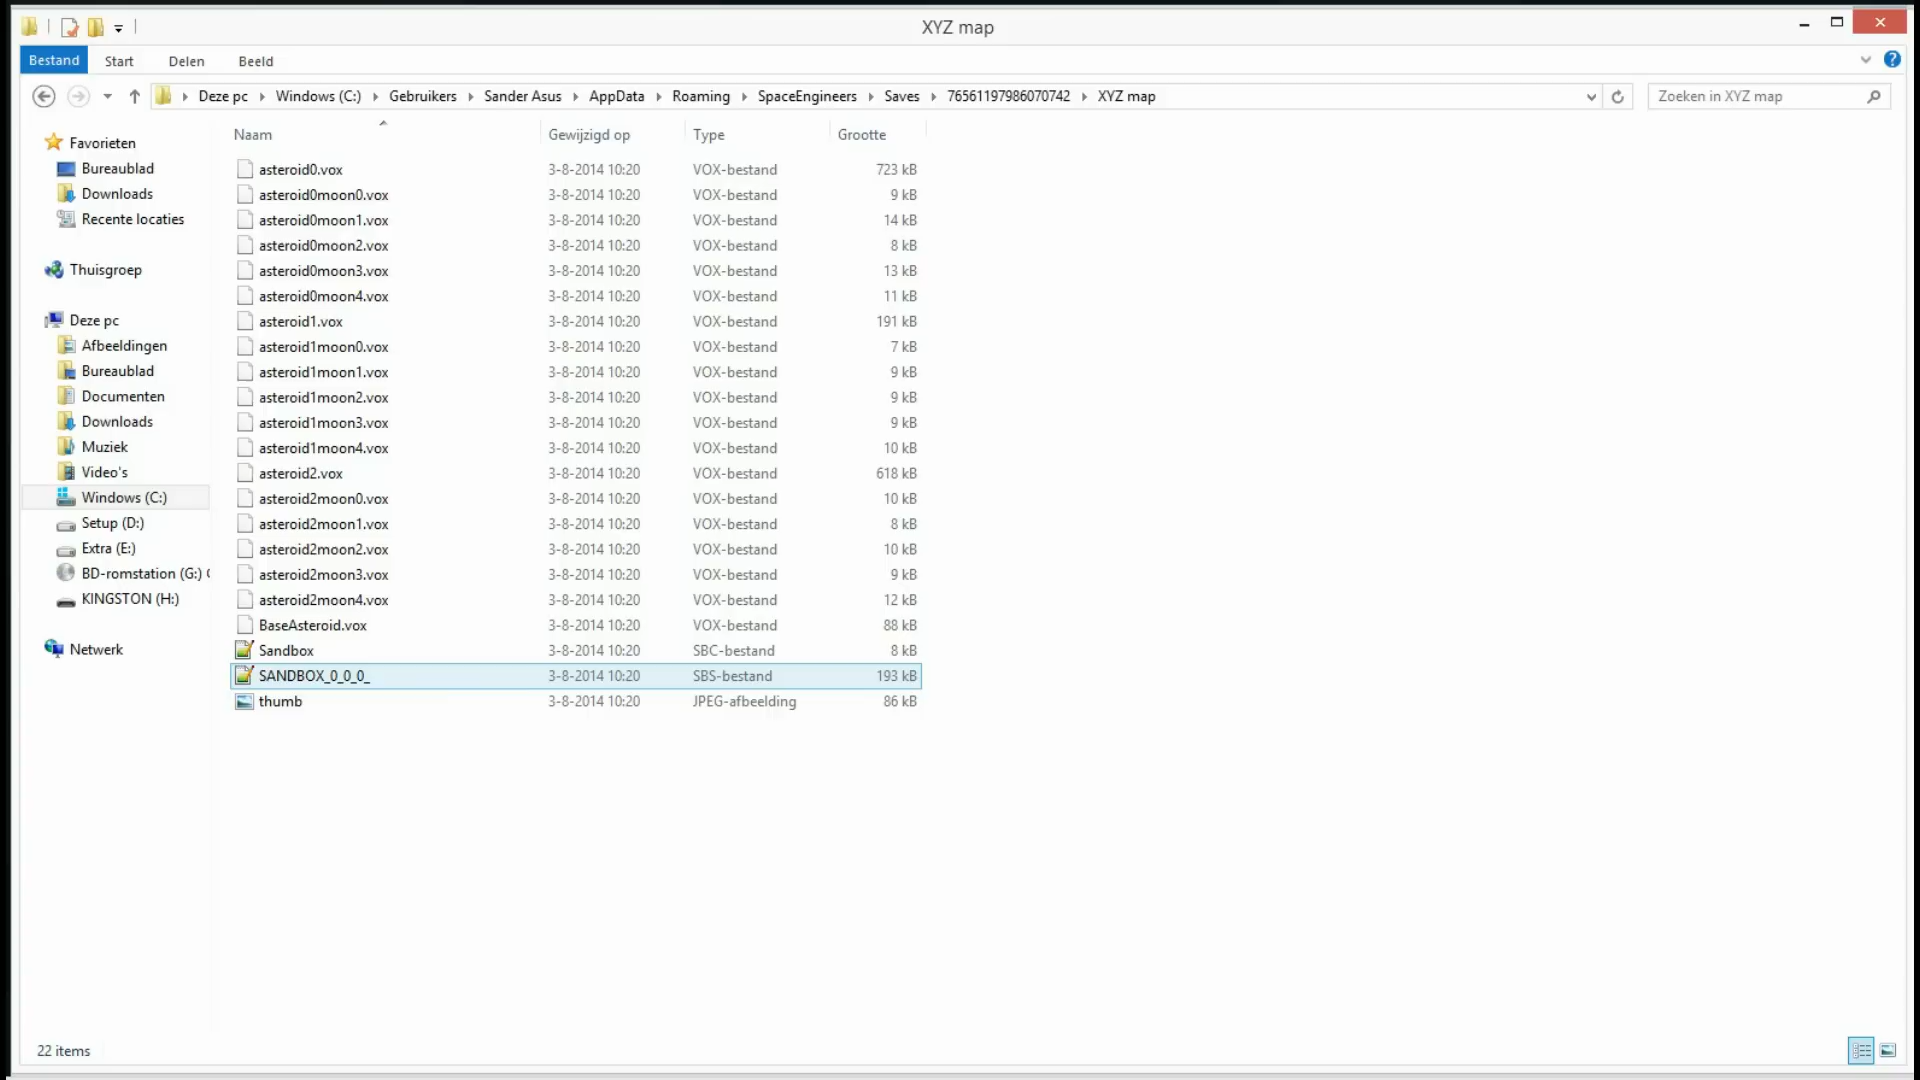 XYZ map
Bestand Start Delen Beeld
Deze pc Windows (C:) Gebruikers Sander Asus AppData Roaming SpaceEngineers Saves 76561197986070742 XYZ map Zoeken in XYZ map
Favorieten
Bureaublad
Downloads
Recente locaties
Thuisgroep
Deze pc
Afbeeldingen
Bureaublad
Documenten
Downloads
Muziek
Video's
Windows (C:)
Setup (D:)
Extra (E:)
BD-romstation (G:)
KINGSTON (H:)
Netwerk
Naam Gewijzigd op Type Grootte
asteroid0.vox 3-8-2014 10:20 VOX-bestand 723 kB
asteroid0moon0.vox 3-8-2014 10:20 VOX-bestand 9 kB
asteroid0moon1.vox 3-8-2014 10:20 VOX-bestand 14 kB
asteroid0moon2.vox 3-8-2014 10:20 VOX-bestand 8 kB
asteroid0moon3.vox 3-8-2014 10:20 VOX-bestand 13 kB
asteroid0moon4.vox 3-8-2014 10:20 VOX-bestand 11 kB
asteroid1.vox 3-8-2014 10:20 VOX-bestand 191 kB
asteroid1moon0.vox 3-8-2014 10:20 VOX-bestand 7 kB
asteroid1moon1.vox 3-8-2014 10:20 VOX-bestand 9 kB
asteroid1moon2.vox 3-8-2014 10:20 VOX-bestand 9 kB
asteroid1moon3.vox 3-8-2014 10:20 VOX-bestand 9 kB
asteroid1moon4.vox 3-8-2014 10:20 VOX-bestand 10 kB
asteroid2.vox 3-8-2014 10:20 VOX-bestand 618 kB
asteroid2moon0.vox 3-8-2014 10:20 VOX-bestand 10 kB
asteroid2moon1.vox 3-8-2014 10:20 VOX-bestand 8 kB
asteroid2moon2.vox 3-8-2014 10:20 VOX-bestand 10 kB
asteroid2moon3.vox 3-8-2014 10:20 VOX-bestand 9 kB
asteroid2moon4.vox 3-8-2014 10:20 VOX-bestand 12 kB
BaseAsteroid.vox 3-8-2014 10:20 VOX-bestand 88 kB
Sandbox 3-8-2014 10:20 SBC-bestand 8 kB
SANDBOX_0_0_0_ 3-8-2014 10:20 SBS-bestand 193 kB
thumb 3-8-2014 10:20 JPEG-afbeelding 86 kB
22 items